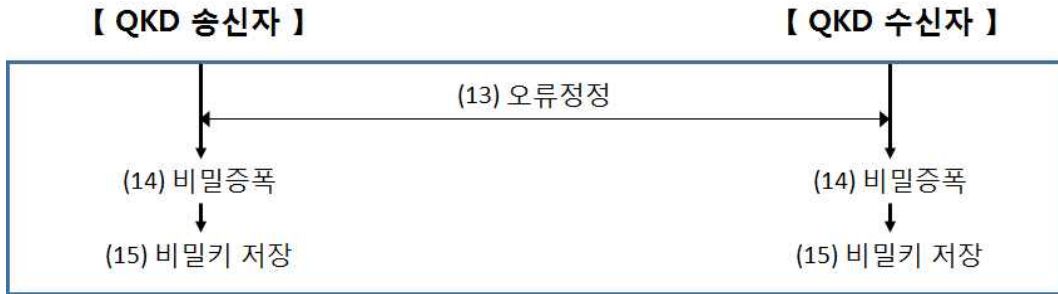 【 QKD 송신자 】 【 QKD 수신자 】
(13) 오류정정
(14) 비밀증폭 (14) 비밀증폭
(15) 비밀키 저장 (15) 비밀키 저장